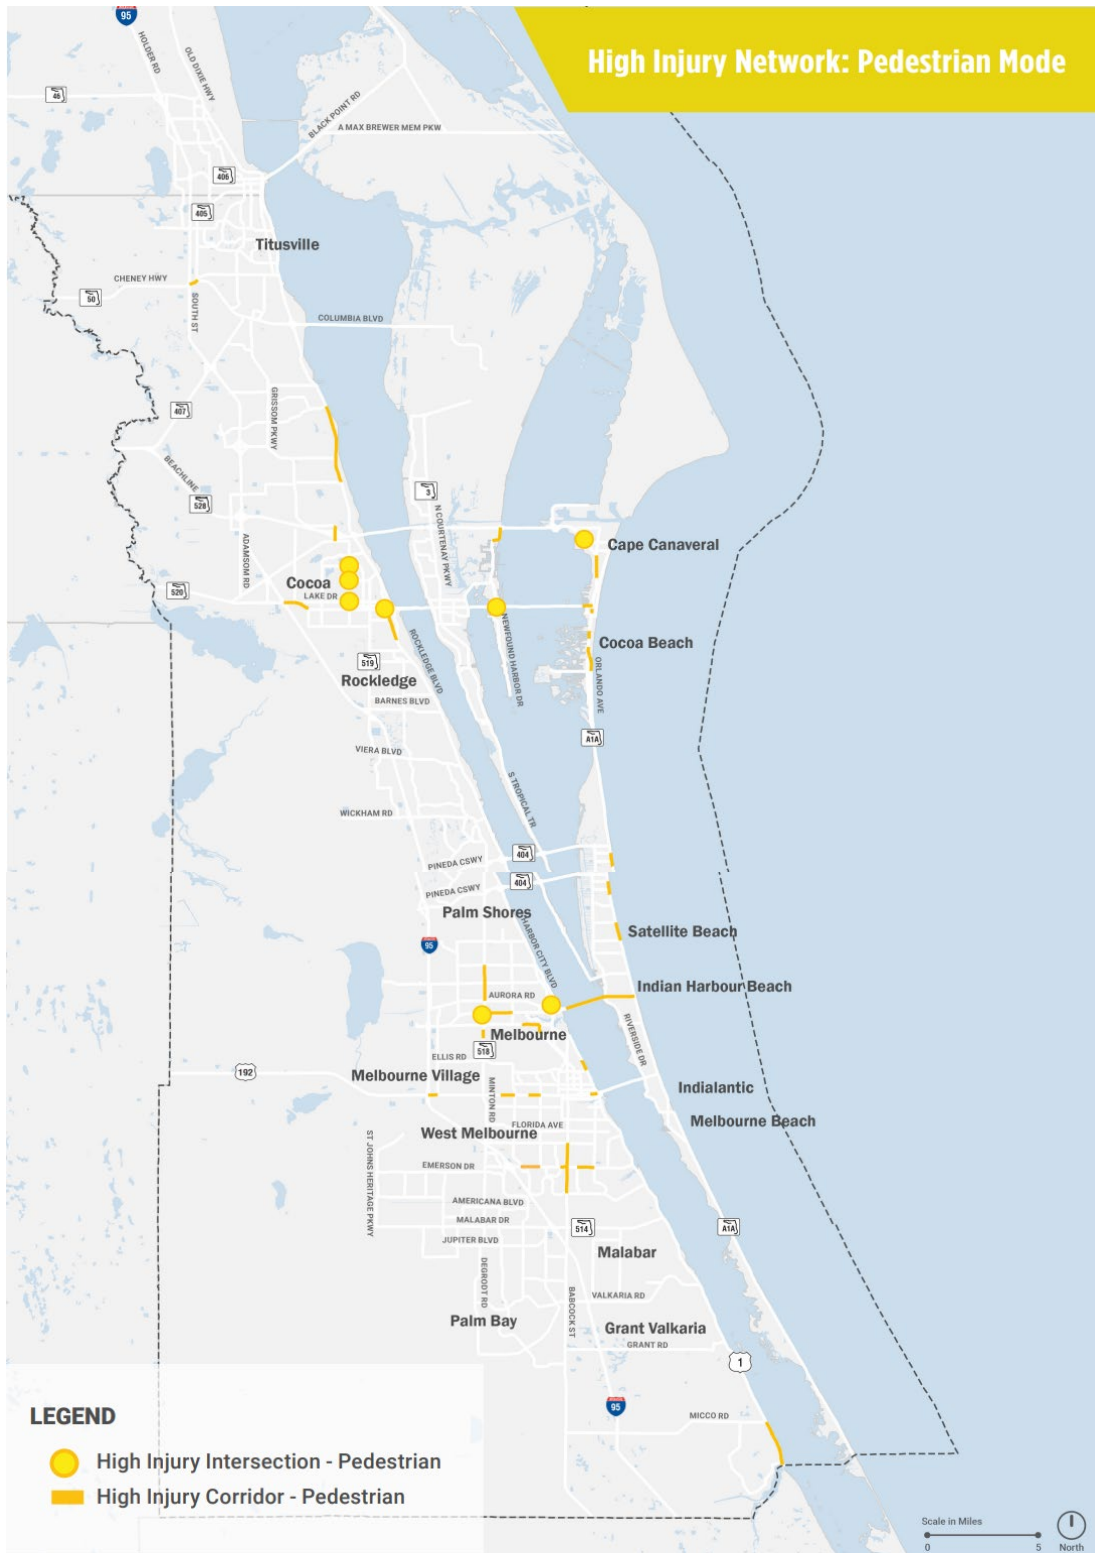 High Injury Network: Pedestrian Mode
95
HOLDER RD
OLD DIXIE HWY
46
BLACK POINT RD
A MAX BREWER MEM PKW
406
405
Titusville
CHENEY HWY
50
SOUTH ST
COLUMBIA BLVD
GRISSOM PKWY
407
BEACHLINE
528
3
N COURTENAY PKWY
ADAMSOM RD
Cape Canaveral
Cocoa
LAKE DR
520
NEWFOUND HARBOR DR
ROCKLEDGE BLVD
Cocoa Beach
519
Rockledge
ORLANDO AVE
BARNES BLVD
A1A
VIERA BLVD
S TROPICAL TR
WICKHAM RD
PINEDA CSWY
404
PINEDA CSWY
404
Palm Shores
HARBOR CITY BLVD
Satellite Beach
95
Indian Harbour Beach
AURORA RD
Melbourne
RIVERSIDE DR
518
ELLIS RD
192
Melbourne Village
Indialantic
MINTON RD
Melbourne Beach
FLORIDA AVE
West Melbourne
ST JOHNS HERITAGE PKWY
EMERSON DR
AMERICANA BLVD
MALABAR DR
514
A1A
JUPITER BLVD
Malabar
DEGRODT RD
BABCOCK ST
VALKARIA RD
Palm Bay
Grant Valkaria
GRANT RD
1
95
MICCO RD
LEGEND
High Injury Intersection - Pedestrian
High Injury Corridor - Pedestrian
Scale in Miles
0
5
North